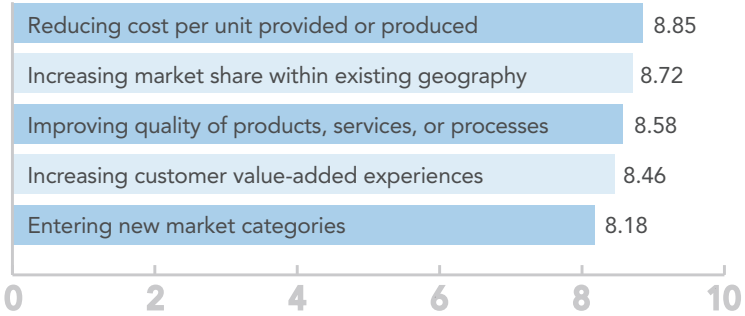 Reducing cost per unit provided or produced 8.85
Increasing market share within existing geography 8.72
Improving quality of products, services, or processes 8.58
Increasing customer value-added experiences 8.46
Entering new market categories 8.18
0 2 4 6 8 10